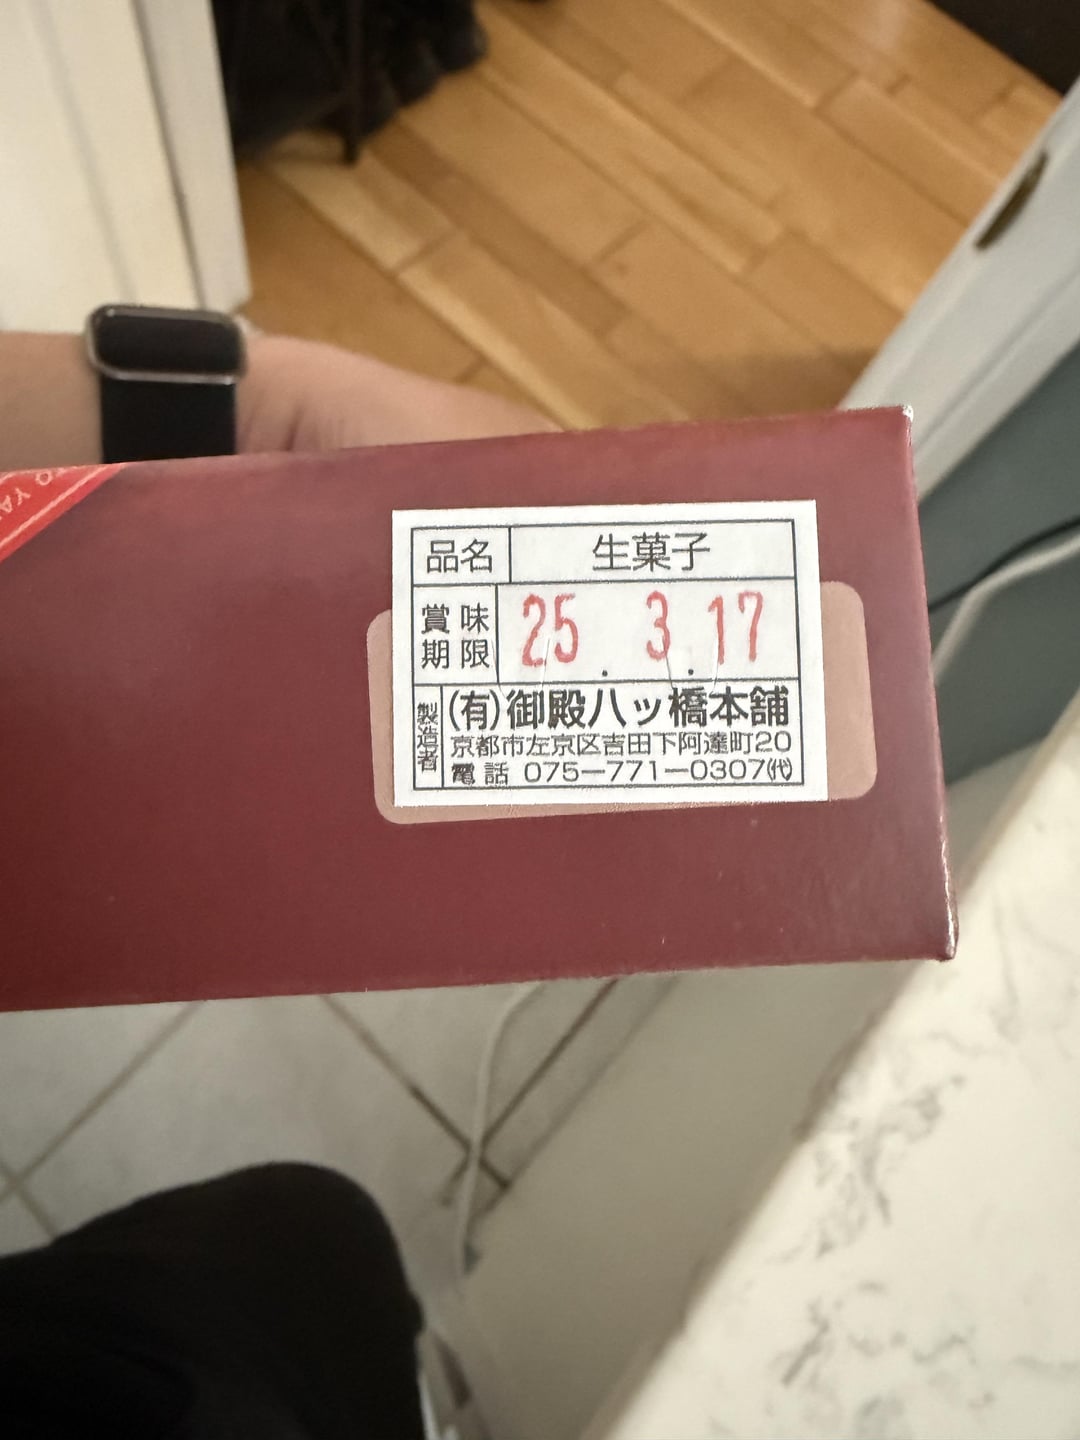 品名 生菓子
賞味期限 25. 3.17
製造者 (有)御殿八ッ橋本舗
京都市左京区吉田下阿達町20
電話 075-771-0307㈹